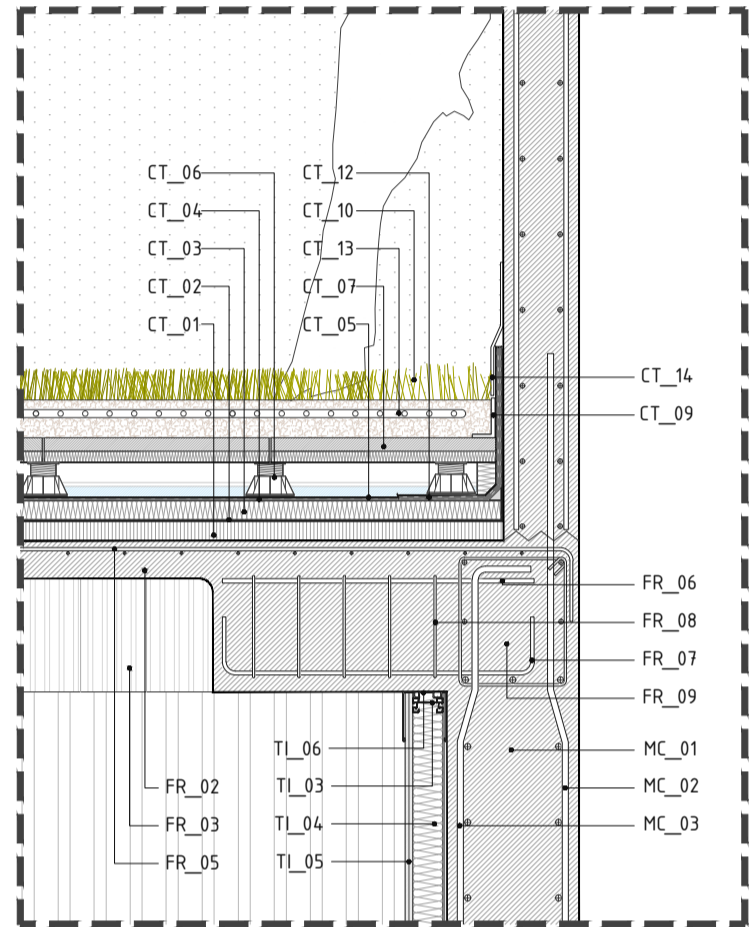 CT_06 CT_12
CT_04 CT_10
CT_03 CT_13
CT_02 CT_07
CT_01 CT_05
CT_14
CT_09
FR_06
FR_08
FR_07
FR_09
TI_06 MC_01
FR_02 TI_03 MC_02
FR_03 TI_04 MC_03
FR_05 TI_05